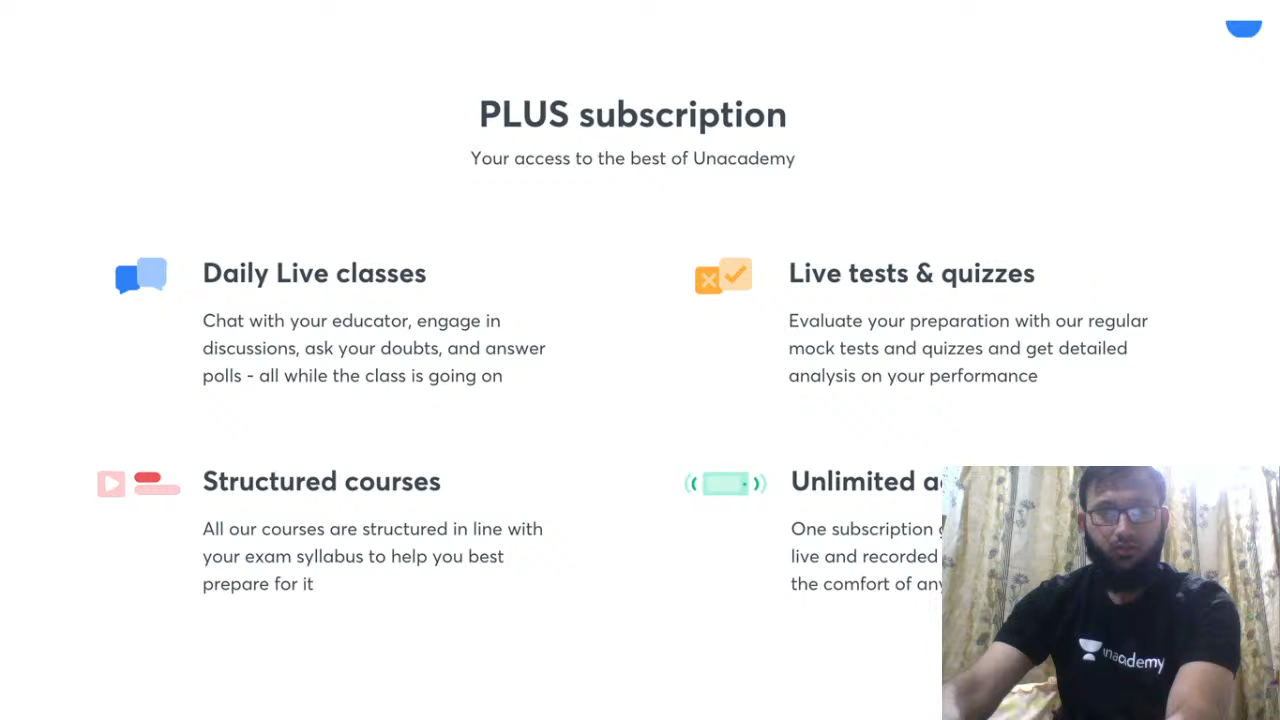 PLUS subscription
Your access to the best of Unacademy
Daily Live classes
Chat with your educator, engage in
discussions, ask your doubts, and answer
polls - all while the class is going on
Live tests & quizzes
Evaluate your preparation with our regular
mock tests and quizzes and get detailed
analysis on your performance
Structured courses
All our courses are structured in line with
your exam syllabus to help you best
prepare for it
Unlimited
One subscription
live and recorded
the comfort of
unacademy